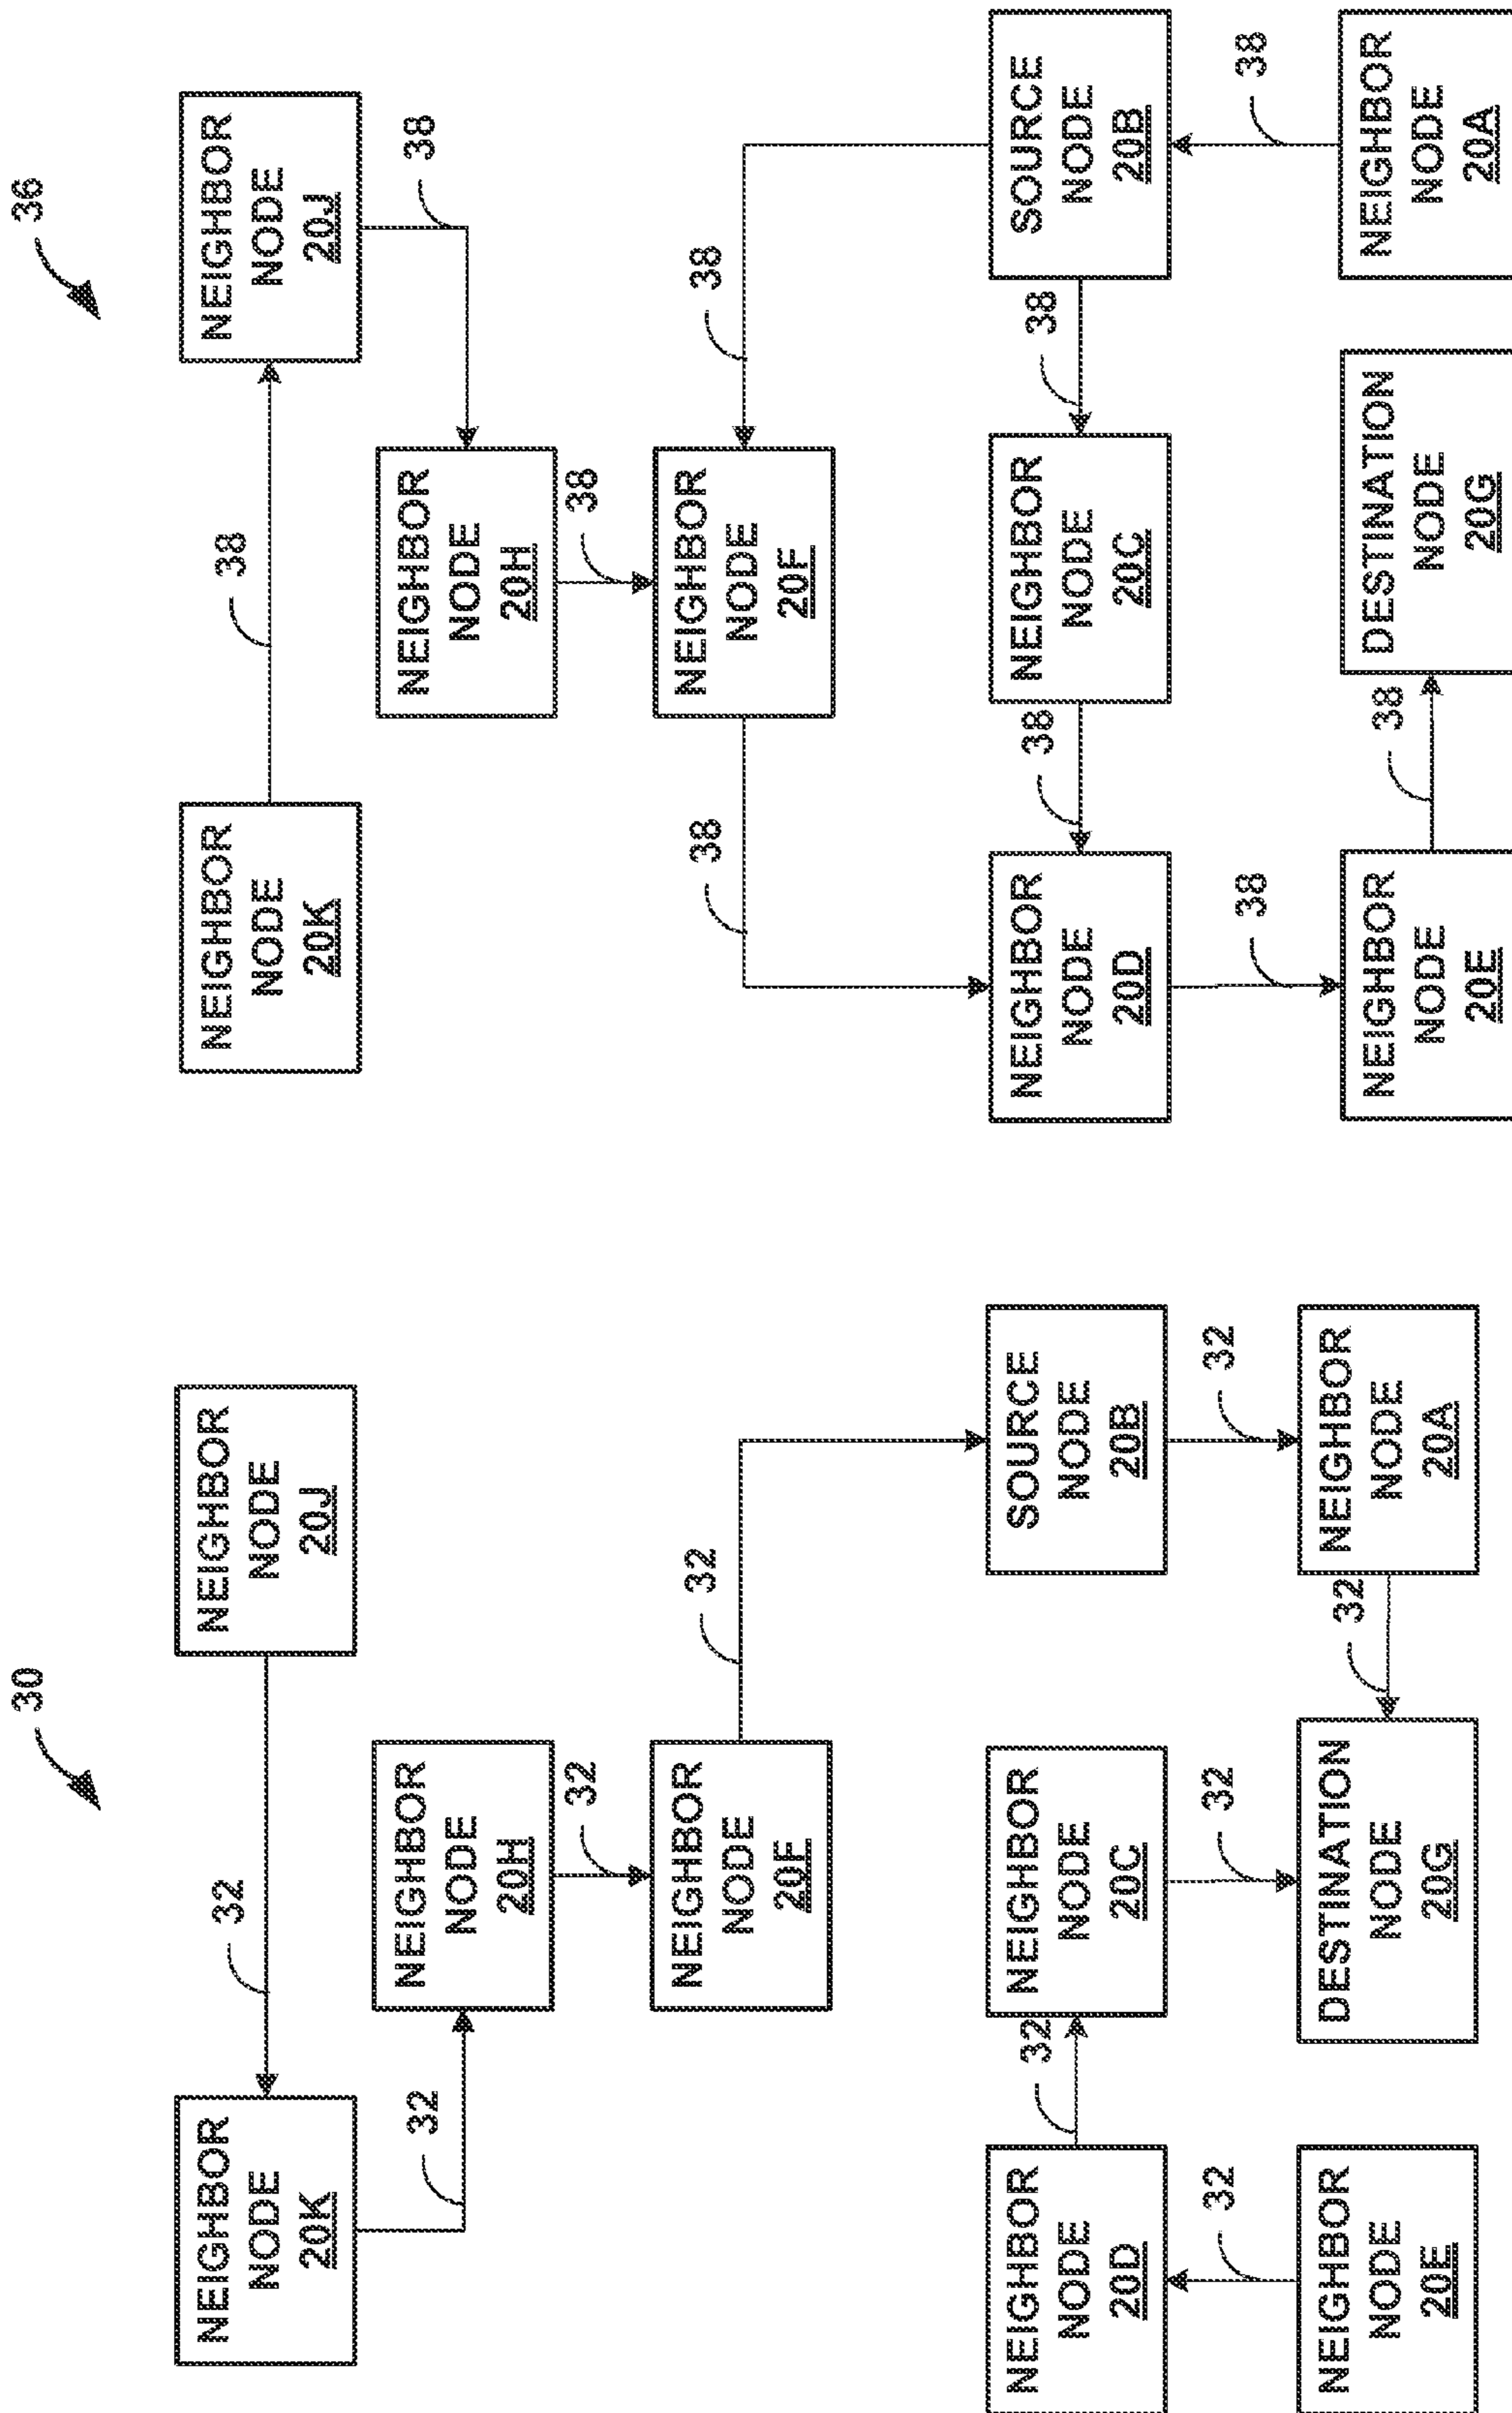 30
NEIGHBOR
NODE
20K
32
NEIGHBOR
NODE
20J
32
NEIGHBOR
NODE
20H
32
NEIGHBOR
NODE
20F
32
NEIGHBOR
NODE
20D
32
NEIGHBOR
NODE
20C
SOURCE
NODE
20B
32
32
32
NEIGHBOR
NODE
20E
DESTINATION
NODE
20G
32
NEIGHBOR
NODE
20A
36
NEIGHBOR
NODE
20K
38
NEIGHBOR
NODE
20J
38
NEIGHBOR
NODE
20H
38
NEIGHBOR
NODE
20F
38
38
NEIGHBOR
NODE
20D
38
NEIGHBOR
NODE
20C
38
SOURCE
NODE
20B
38
38
NEIGHBOR
NODE
20E
38
DESTINATION
NODE
20G
NEIGHBOR
NODE
20A